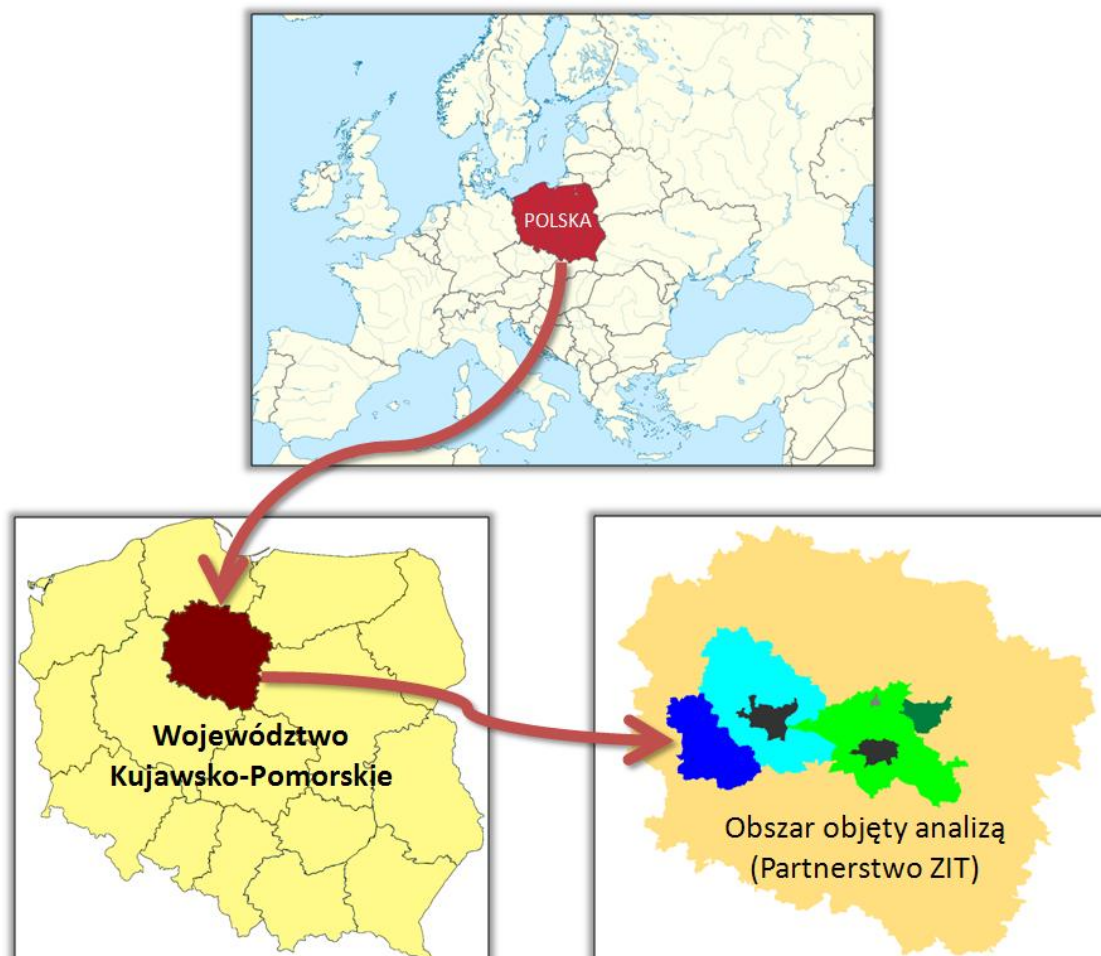 POLSKA
Województwo
Kujawsko-Pomorskie
Obszar objęty analizą
(Partnerstwo ZIT)